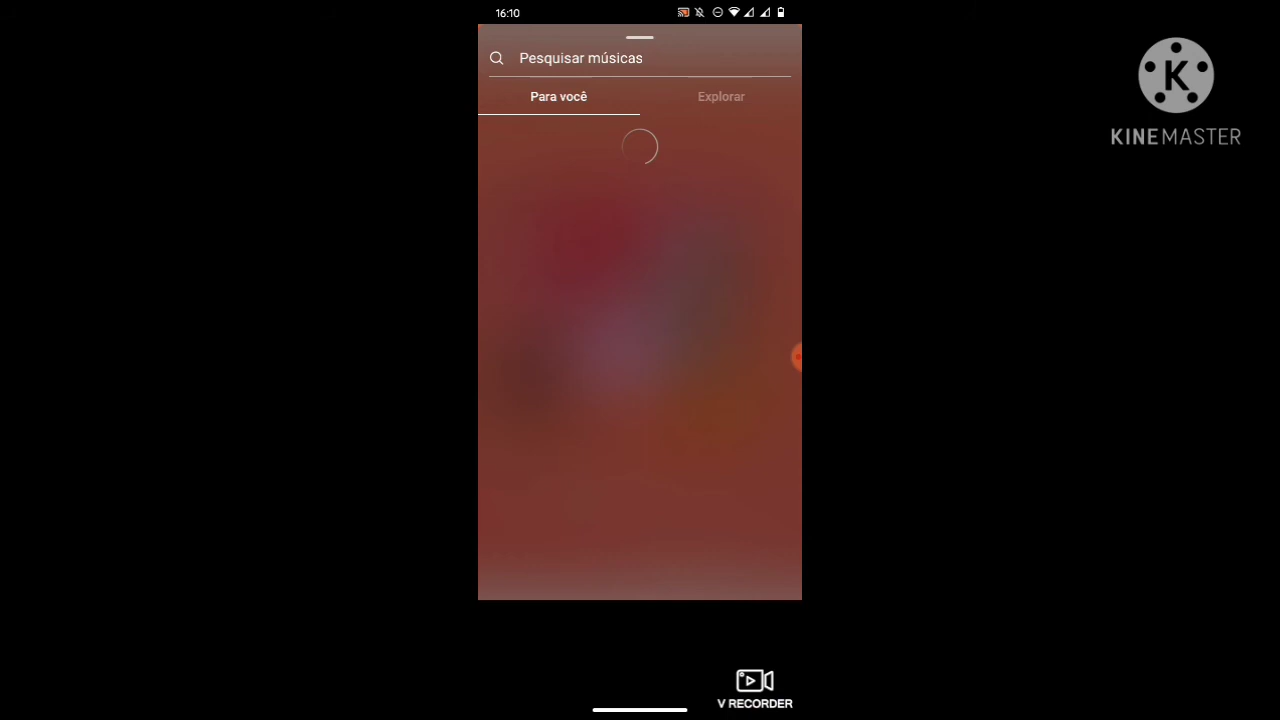 16:10
Pesquisar músicas
Para você
Explorar
K
KINEMASTER
V RECORDER